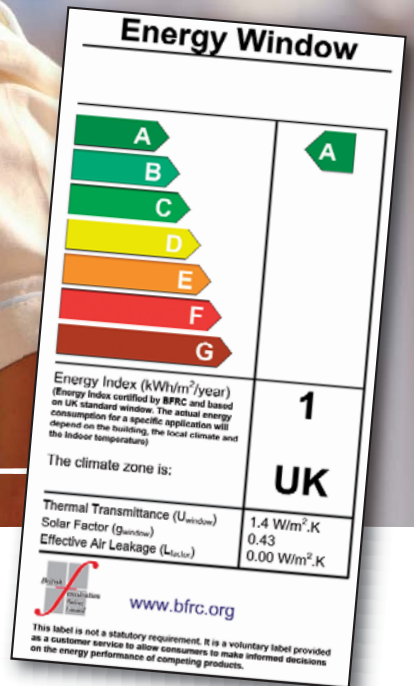 Energy Window
A
A
B
C
D
E
F
G
Energy Index (kWh/m²/year)
(Energy Index certified by BFRC and based
on UK standard window. The actual energy
consumption for a specific application will
depend on the building, the local climate and
the indoor temperature)
1
The climate zone is:
UK
Thermal Transmittance (Uwindow) 1.4 W/m².K
Solar Factor (gwindow) 0.43
Effective Air Leakage (Lfactor) 0.00 W/m².K
British
Fenestration
Rating
Council
www.bfrc.org
This label is not a statutory requirement. It is a voluntary label provided
as a customer service to allow consumers to make informed decisions
on the energy performance of competing products.